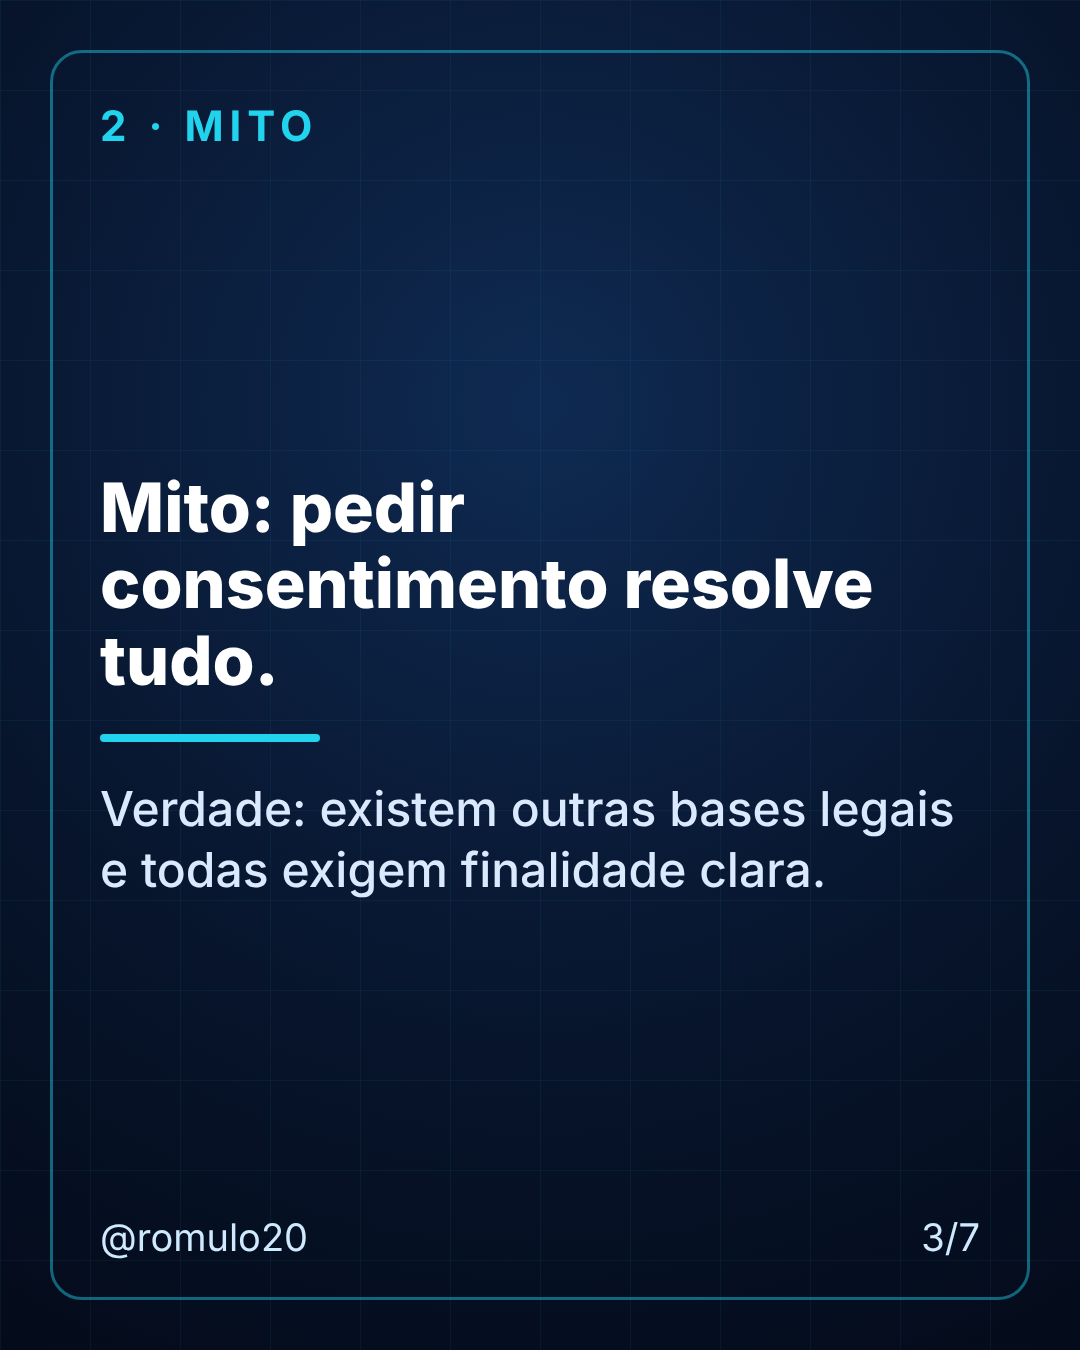 2 · MITO
Mito: pedir
consentimento resolve
tudo.
Verdade: existem outras bases legais
e todas exigem finalidade clara.
@romulo20
3/7